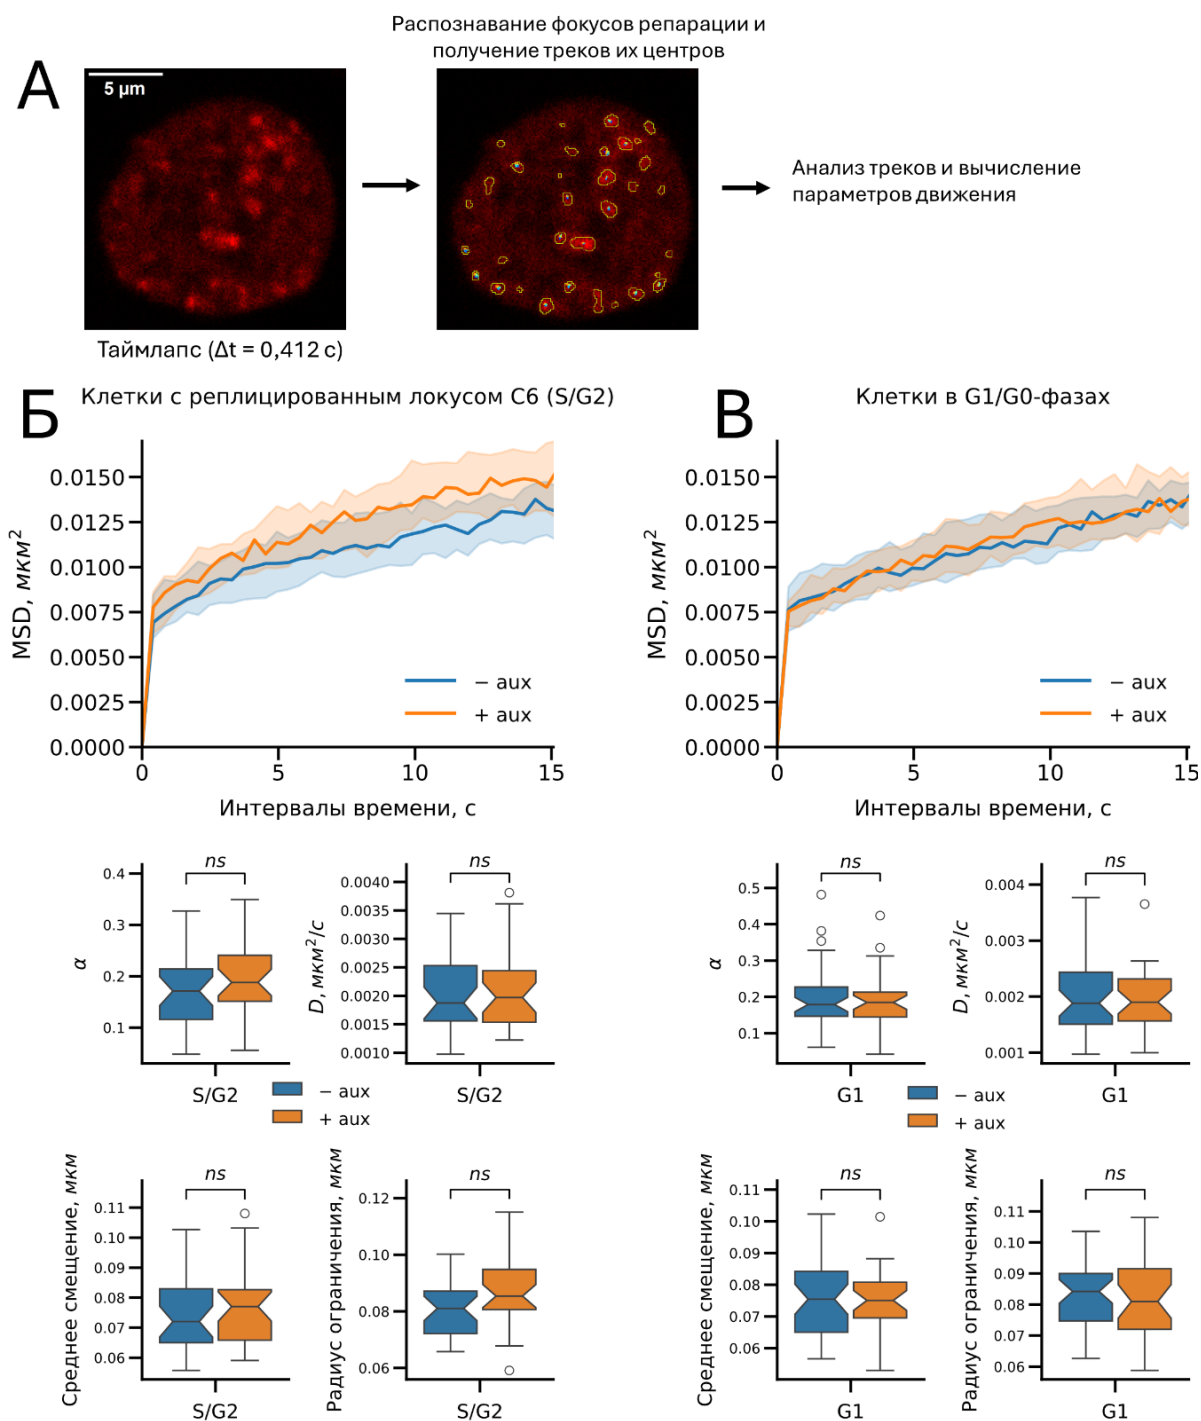 Распознавание фокусов репарации и
получение треков их центров
А
5 µm
Анализ треков и вычисление
параметров движения
Таймлапс (Δt = 0,412 с)
Б
Клетки с реплицированным локусом C6 (S/G2)
MSD, мкм²
0.0150
0.0125
0.0100
0.0075
0.0050
0.0025
0.0000
− aux
+ aux
0 5 10 15
Интервалы времени, с
В
Клетки в G1/G0-фазах
MSD, мкм²
0.0150
0.0125
0.0100
0.0075
0.0050
0.0025
0.0000
− aux
+ aux
0 5 10 15
Интервалы времени, с
α
0.4
0.3
0.2
0.1
ns
S/G2
D, мкм²/с
0.0040
0.0035
0.0030
0.0025
0.0020
0.0015
0.0010
ns
S/G2
− aux
+ aux
α
0.5
0.4
0.3
0.2
0.1
ns
G1
D, мкм²/с
0.004
0.003
0.002
0.001
ns
G1
− aux
+ aux
Среднее смещение, мкм
0.11
0.10
0.09
0.08
0.07
0.06
ns
S/G2
Радиус ограничения, мкм
0.12
0.10
0.08
0.06
ns
S/G2
Среднее смещение, мкм
0.11
0.10
0.09
0.08
0.07
0.06
ns
G1
Радиус ограничения, мкм
0.11
0.10
0.09
0.08
0.07
0.06
ns
G1